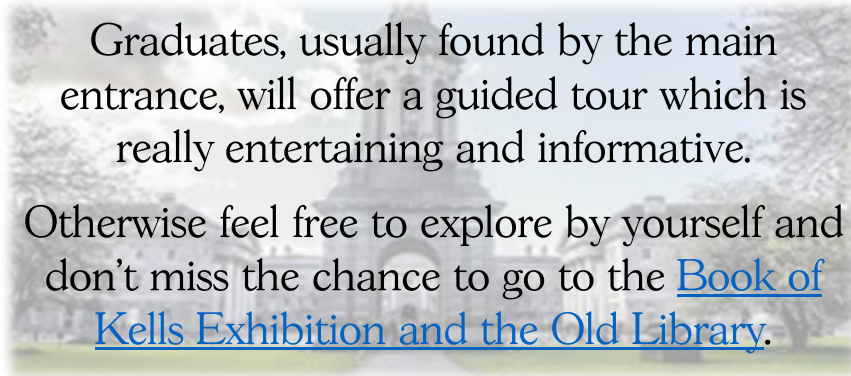 Graduates, usually found by the main
entrance, will offer a guided tour which is
really entertaining and informative.
Otherwise feel free to explore by yourself and
don’t miss the chance to go to the Book of
Kells Exhibition and the Old Library.